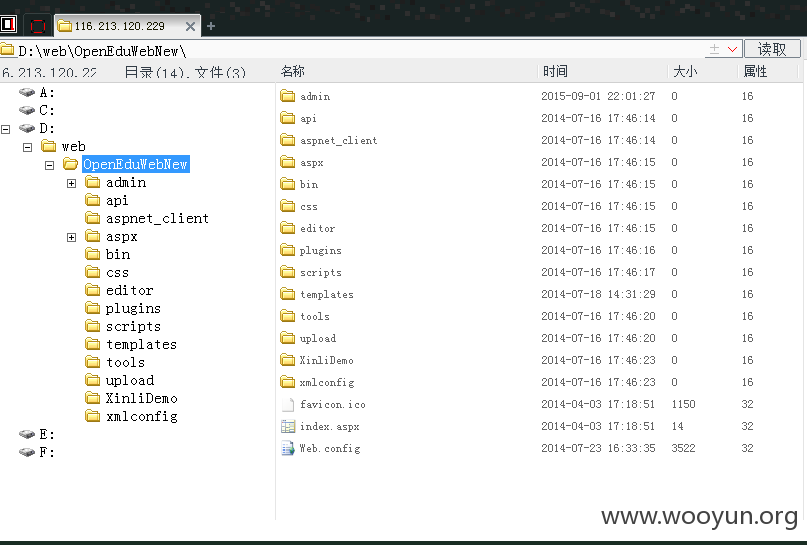 116.213.120.229
D:\web\OpenEduWebNew\ 读取
6.213.120.22 目录(14),文件(3) 名称 时间 大小 属性
A:
C:
D:
web
OpenEduWebNew
admin
api
aspnet_client
aspx
bin
css
editor
plugins
scripts
templates
tools
upload
XinliDemo
xmlconfig
E:
F:
admin 2015-09-01 22:01:27 0 16
api 2014-07-16 17:46:14 0 16
aspnet_client 2014-07-16 17:46:14 0 16
aspx 2014-07-16 17:46:15 0 16
bin 2014-07-16 17:46:15 0 16
css 2014-07-16 17:46:15 0 16
editor 2014-07-16 17:46:15 0 16
plugins 2014-07-16 17:46:16 0 16
scripts 2014-07-16 17:46:17 0 16
templates 2014-07-18 14:31:29 0 16
tools 2014-07-16 17:46:20 0 16
upload 2014-07-16 17:46:20 0 16
XinliDemo 2014-07-16 17:46:23 0 16
xmlconfig 2014-07-16 17:46:23 0 16
favicon.ico 2014-04-03 17:18:51 1150 32
index.aspx 2014-04-03 17:18:51 14 32
Web.config 2014-07-23 16:33:35 3522 32
www.wooyun.org